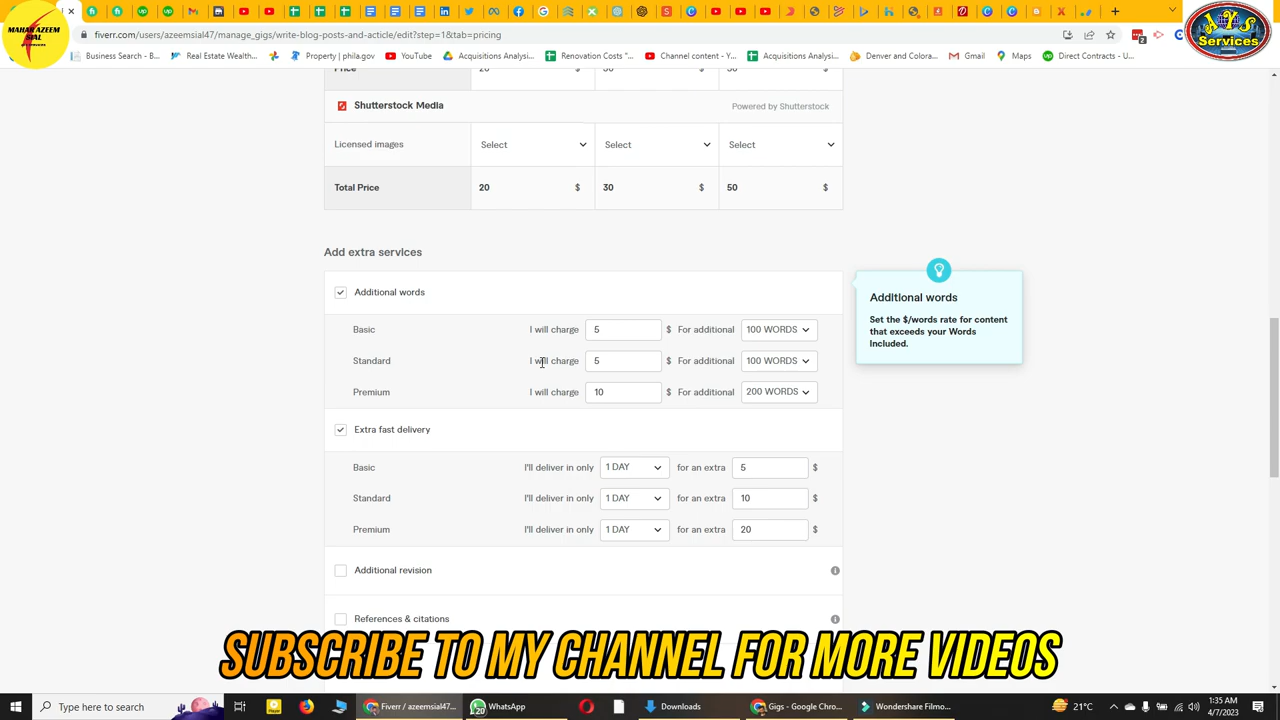 MAHAR AZEEM
SIAL
AZS
Services
fiverr.com/users/azeemsial47/manage_gigs/write-blog-posts-and-acticle/edit?step=1&tab=pricing
Business Search - B... Real Estate Wealth... Property | phila.gov YouTube Acquisitions Analysi... Renovation Costs "... Channel content - Y... Acquisitions Analysi... Denver and Colora... Gmail Maps Direct Contracts - U...
Price 20 30 50
Shutterstock Media Powered by Shutterstock
Licensed images Select Select Select
Total Price 20 $ 30 $ 50 $
Add extra services
Additional words
Basic I will charge 5 $ For additional 100 WORDS
Standard I will charge 5 $ For additional 100 WORDS
Premium I will charge 10 $ For additional 200 WORDS
Additional words
Set the $/words rate for content
that exceeds your Words
Included.
Extra fast delivery
Basic I'll deliver in only 1 DAY for an extra 5 $
Standard I'll deliver in only 1 DAY for an extra 10 $
Premium I'll deliver in only 1 DAY for an extra 20 $
Additional revision
References & citations
SUBSCRIBE TO MY CHANNEL FOR MORE VIDEOS
Type here to search Fiverr / azeemsial47... WhatsApp 20 Downloads Gigs - Google Chro... Wondershare Filmo... 21°C 1:35 AM
4/7/2023